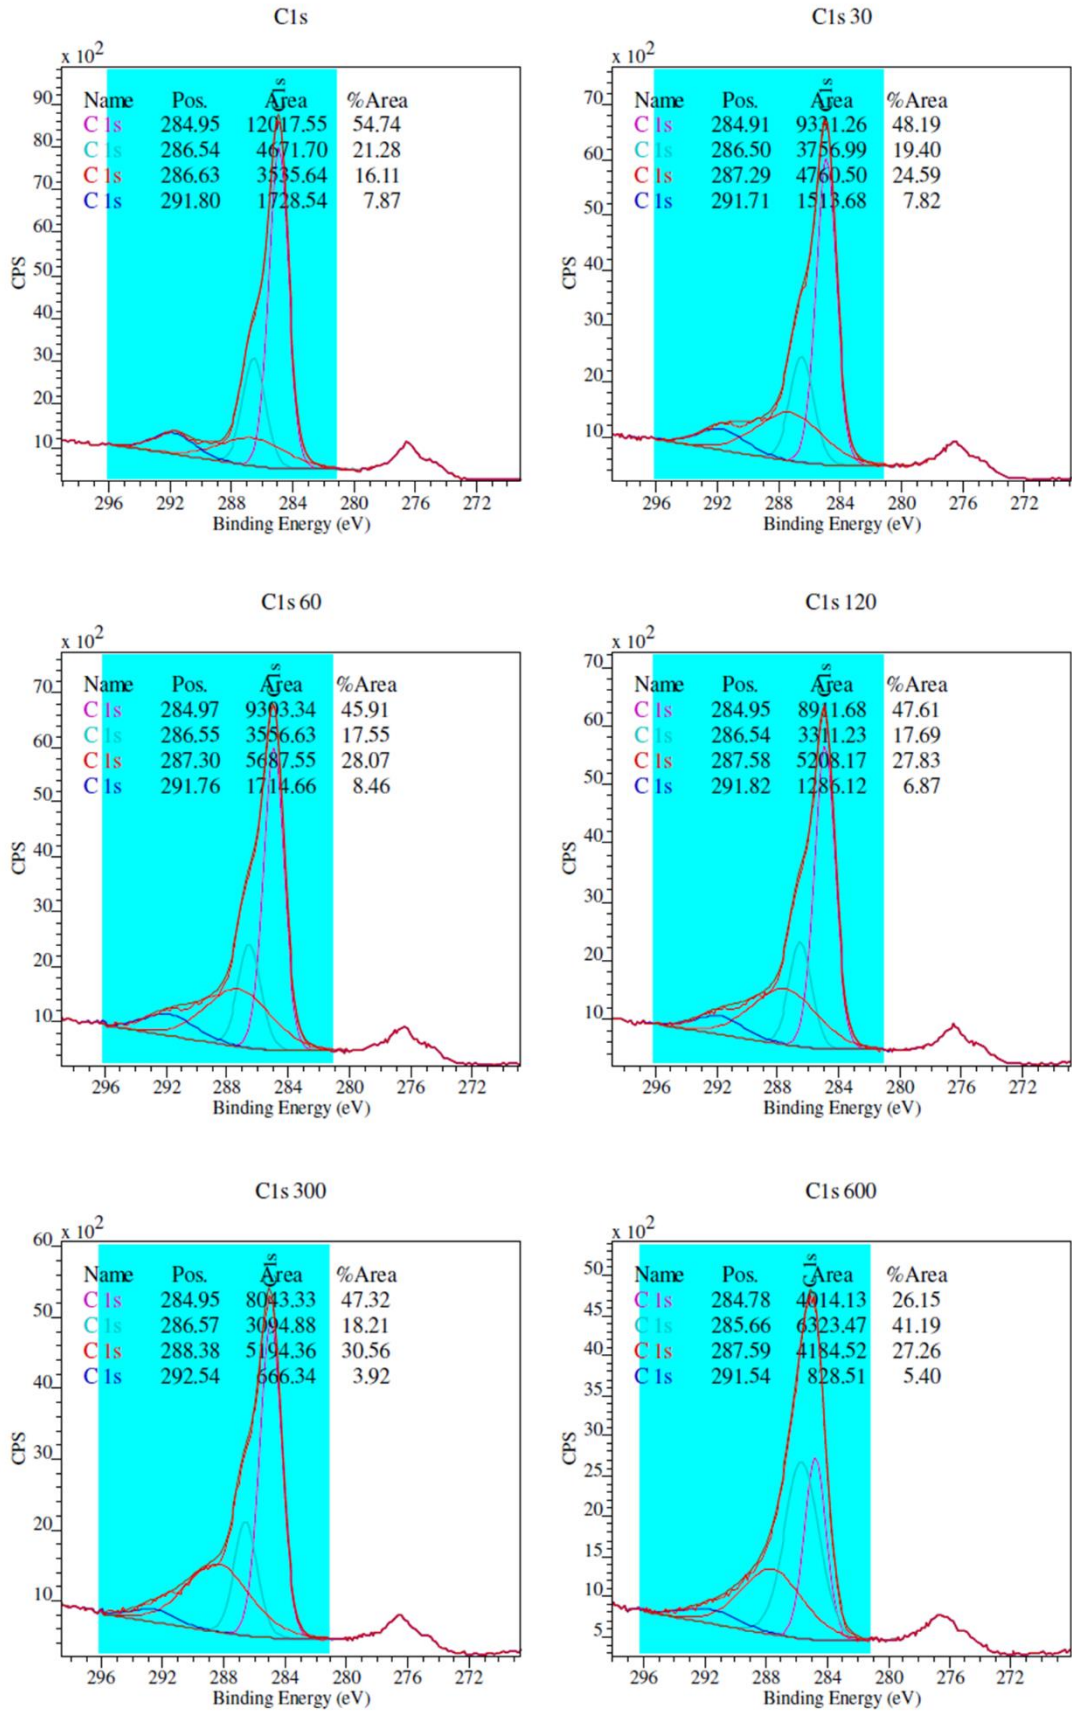 C1s
x 10²
C 1s
Name Pos. Area %Area
C 1s 284.95 12017.55 54.74
C 1s 286.54 4671.70 21.28
C 1s 286.63 3535.64 16.11
C 1s 291.80 1728.54 7.87
90
80
70
60
50
40
30
20
10
CPS
296 292 288 284 280 276 272
Binding Energy (eV)
C1s 30
x 10²
C 1s
Name Pos. Area %Area
C 1s 284.91 9331.26 48.19
C 1s 286.50 3756.99 19.40
C 1s 287.29 4760.50 24.59
C 1s 291.71 1513.68 7.82
70
60
50
40
30
20
10
CPS
296 292 288 284 280 276 272
Binding Energy (eV)
C1s 60
x 10²
C 1s
Name Pos. Area %Area
C 1s 284.97 9303.34 45.91
C 1s 286.55 3556.63 17.55
C 1s 287.30 5687.55 28.07
C 1s 291.76 1714.66 8.46
70
60
50
40
30
20
10
CPS
296 292 288 284 280 276 272
Binding Energy (eV)
C1s 120
x 10²
C 1s
Name Pos. Area %Area
C 1s 284.95 8911.68 47.61
C 1s 286.54 3311.23 17.69
C 1s 287.58 5208.17 27.83
C 1s 291.82 1286.12 6.87
70
60
50
40
30
20
10
CPS
296 292 288 284 280 276 272
Binding Energy (eV)
C1s 300
x 10²
C 1s
Name Pos. Area %Area
C 1s 284.95 8043.33 47.32
C 1s 286.57 3094.88 18.21
C 1s 288.38 5194.36 30.56
C 1s 292.54 666.34 3.92
60
50
40
30
20
10
CPS
296 292 288 284 280 276 272
Binding Energy (eV)
C1s 600
x 10²
C 1s
Name Pos. Area %Area
C 1s 284.78 4014.13 26.15
C 1s 285.66 6323.47 41.19
C 1s 287.59 4184.52 27.26
C 1s 291.54 828.51 5.40
50
45
40
35
30
25
20
15
10
5
CPS
296 292 288 284 280 276 272
Binding Energy (eV)